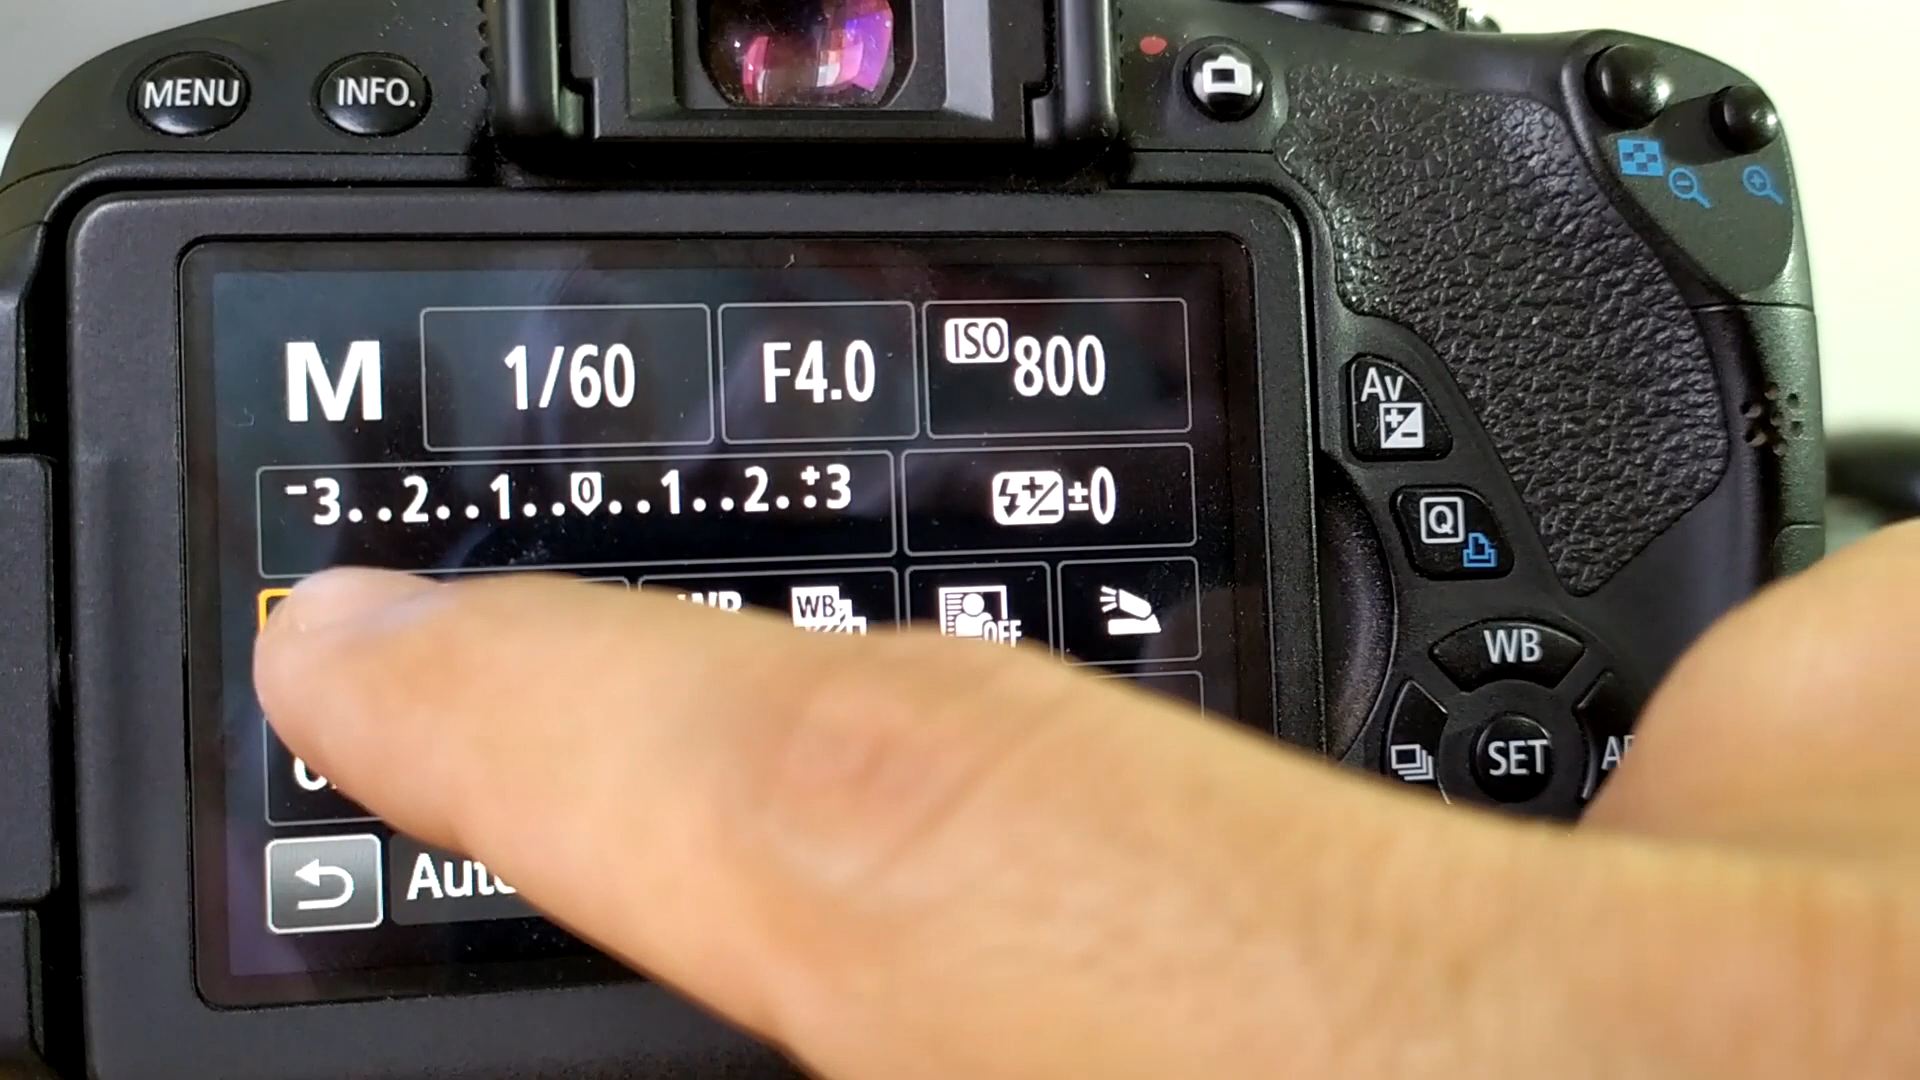 MENU INFO.
M 1/60 F4.0 ISO 800
Av
-3..2..1..0..1..2.+3 ±0
Q
WB OFF
WB
SET
Auto